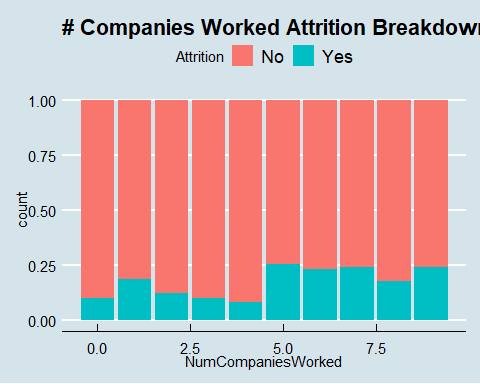 # Companies Worked Attrition Breakdown
Attrition No Yes
1.00
0.75
0.50
0.25
0.00
count
0.0 2.5 5.0 7.5
NumCompaniesWorked